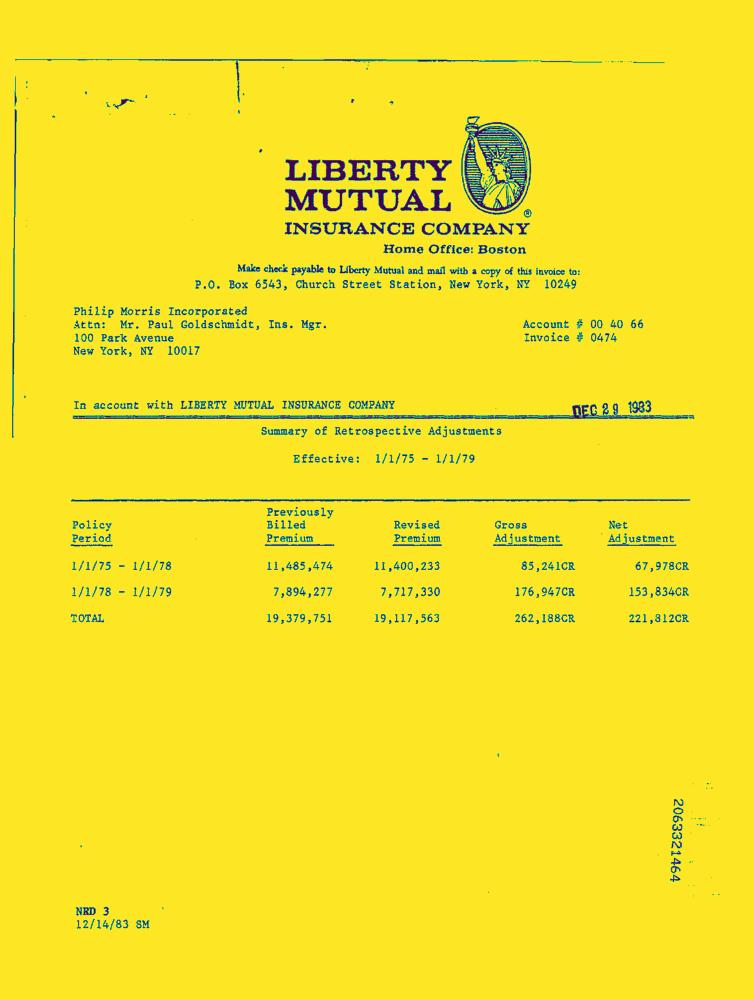 LIBERTY
MUTUAL
®
INSURANCE COMPANY
Home Office: Boston
Make check payable to Liberty Mutual and mail with a copy of this invoice to:
P.O. Box 6543, Church Street Station, New York, NY 10249
Philip Morris Incorporated
Attn: Mr. Paul Goldschmidt, Ins. Mgr.
100 Park Avenue
New York, NY 10017
Account # 00 40 66
Invoice # 0474
In account with LIBERTY MUTUAL INSURANCE COMPANY
DEC 29 1983
Summary of Retrospective Adjustments
Effective: 1/1/75 - 1/1/79
Policy Period Previously Billed Premium Revised Premium Gross Adjustment Net Adjustment
1/1/75 - 1/1/78 11,485,474 11,400,233 85,241CR 67,978CR
1/1/78 - 1/1/79 7,894,277 7,717,330 176,947CR 153,834CR
TOTAL 19,379,751 19,117,563 262,188CR 221,812CR
2063321464
NRD 3
12/14/83 SM